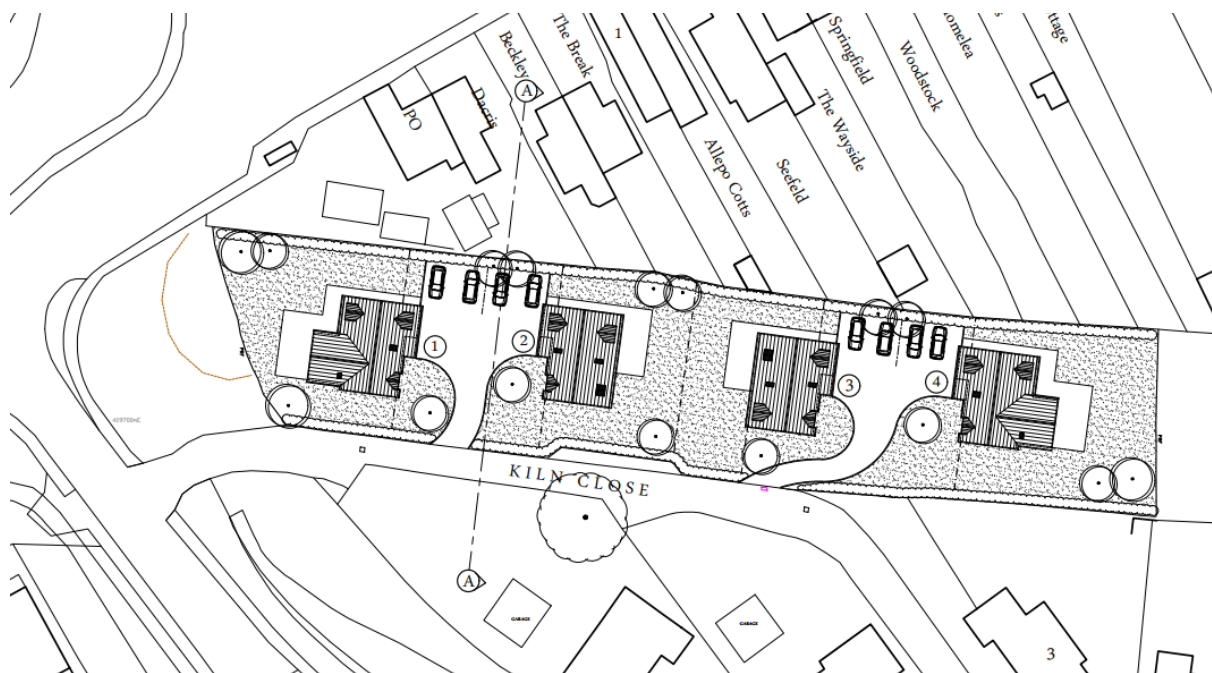 1
Beckley
The Break
Springfield
Woodstock
PO
Dacris
A
The Wayside
Allepo Cotts
Seefeld
1
2
3
4
KILN CLOSE
A
GARAGE
GARAGE
3